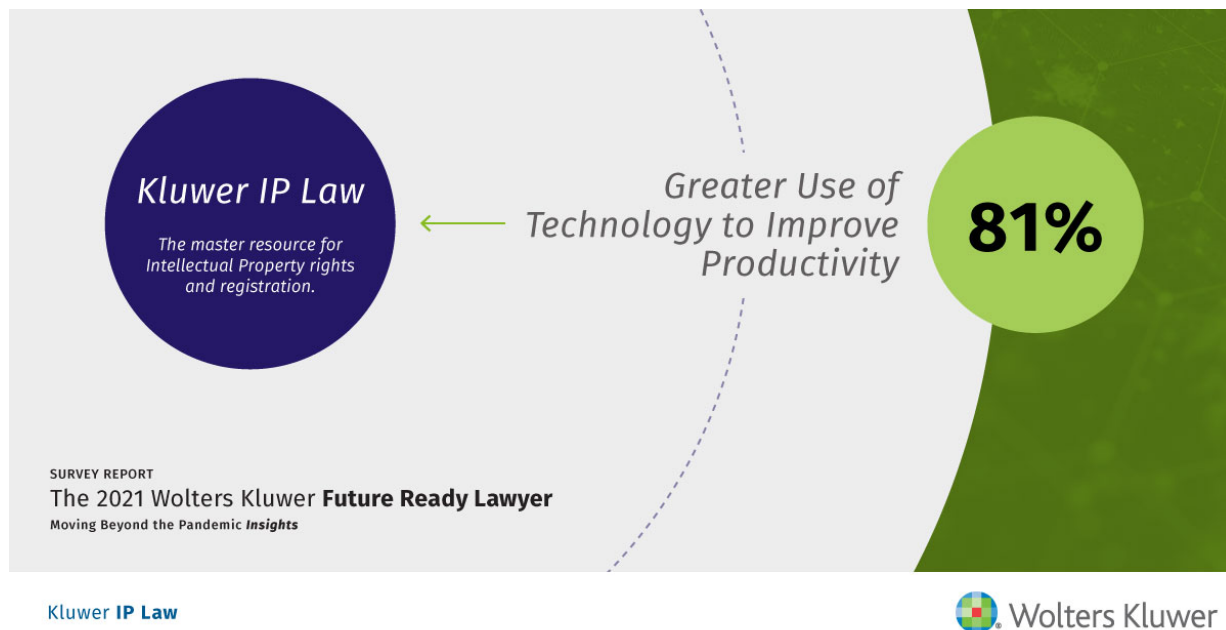 Kluwer IP Law
The master resource for
Intellectual Property rights
and registration.
Greater Use of
Technology to Improve
Productivity
81%
SURVEY REPORT
The 2021 Wolters Kluwer Future Ready Lawyer
Moving Beyond the Pandemic Insights
Kluwer IP Law
Wolters Kluwer